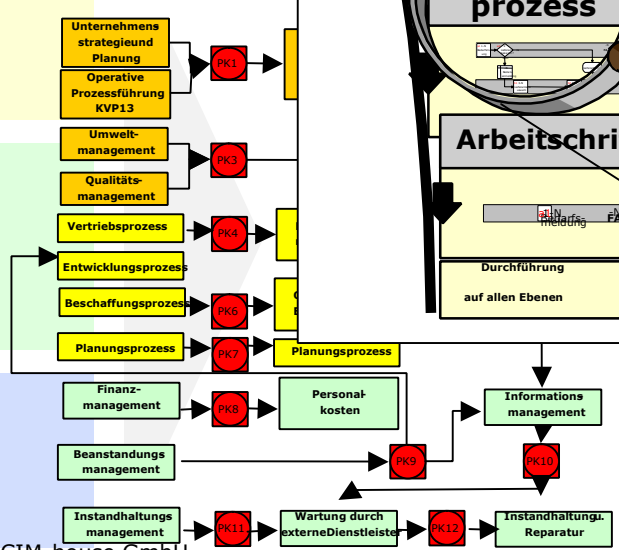 prozess
Unternehmens
strategieund
Planung
PK1
Operative
Prozessführung
KVP13
Umwelt-
management
PK3
Qualitäts-
management
Arbeitschri
Vertriebsprozess
PK4
Entwicklungsprozess
Durchführung
auf allen Ebenen
Beschaffungsprozess
PK6
Planungsprozess
PK7
Planungsprozess
Finanz-
management
PK8
Personal-
kosten
Informations
management
Beanstandungs
management
PK9
PK10
Instandhaltungs
management
PK11
Wartung durch
externeDienstleister
PK12
Instandhaltungu.
Reparatur
CIM-house GmbH